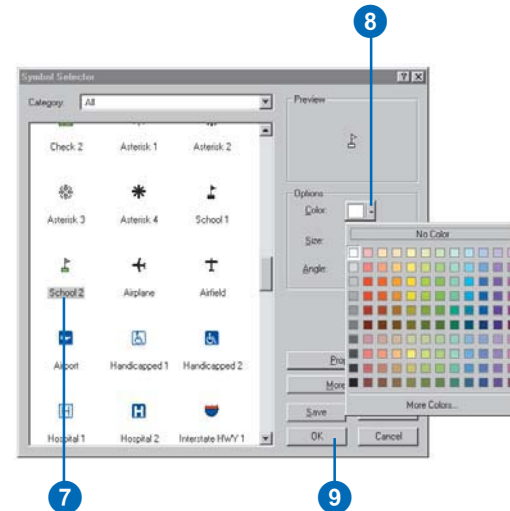 8
Symbol Selector
Category: All
Preview
Check 2 Asterisk 1 Asterisk 2
Asterisk 3 Asterisk 4 School 1
School 2 Airplane Airfield
Airport Handicapped 1 Handicapped 2
Hospital 1 Hospital 2 Interstate HWY 1
Options
Color:
Size:
Angle:
No Color
More Colors...
Prop
More
Save
OK Cancel
7 9